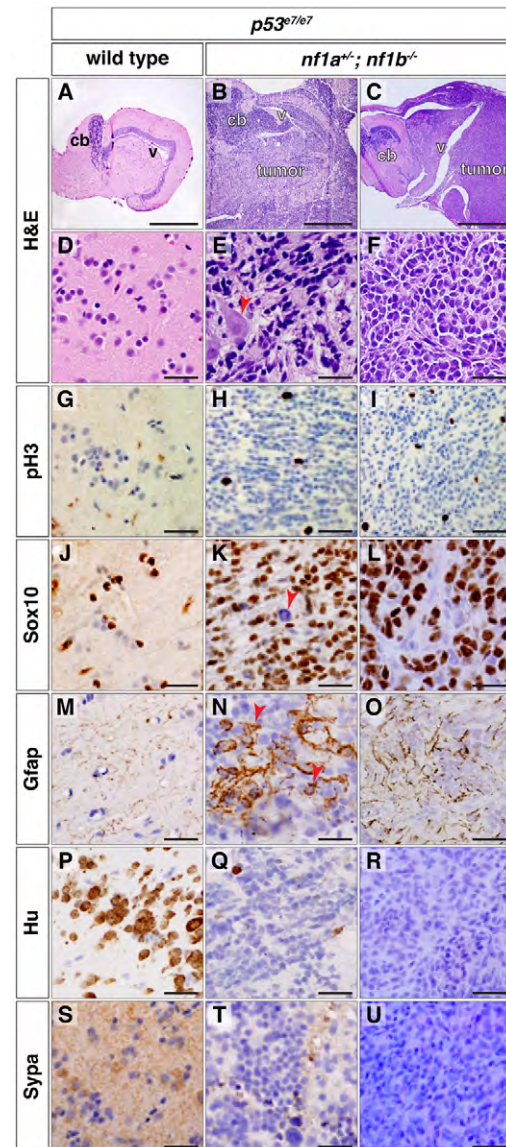 p53e7/e7
wild type
nf1a+/-; nf1b-/-
H&E
A
cb
v
B
cb
v
tumor
C
cb
v
tumor
D
E
F
pH3
G
H
I
Sox10
J
K
L
Gfap
M
N
O
Hu
P
Q
R
Sypa
S
T
U